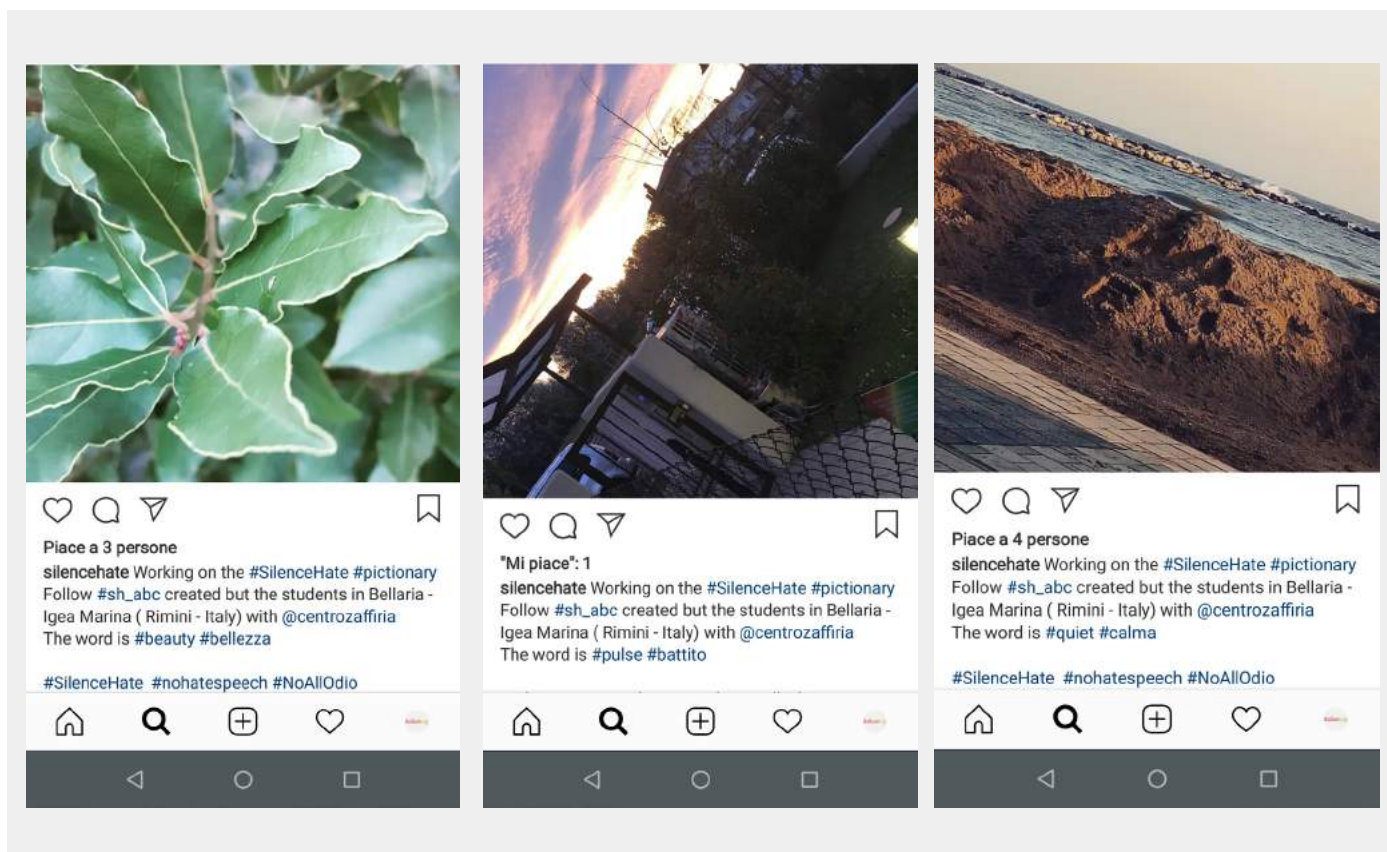 Piace a 3 persone
silencehate Working on the #SilenceHate #pictionary
Follow #sh_abc created but the students in Bellaria -
Igea Marina ( Rimini - Italy) with @centrozaffiria
The word is #beauty #bellezza
#SilenceHate #nohatespeech #NoAllOdio
"Mi piace": 1
silencehate Working on the #SilenceHate #pictionary
Follow #sh_abc created but the students in Bellaria -
Igea Marina ( Rimini - Italy) with @centrozaffiria
The word is #pulse #battito
Piace a 4 persone
silencehate Working on the #SilenceHate #pictionary
Follow #sh_abc created but the students in Bellaria -
Igea Marina ( Rimini - Italy) with @centrozaffiria
The word is #quiet #calma
#SilenceHate #nohatespeech #NoAllOdio